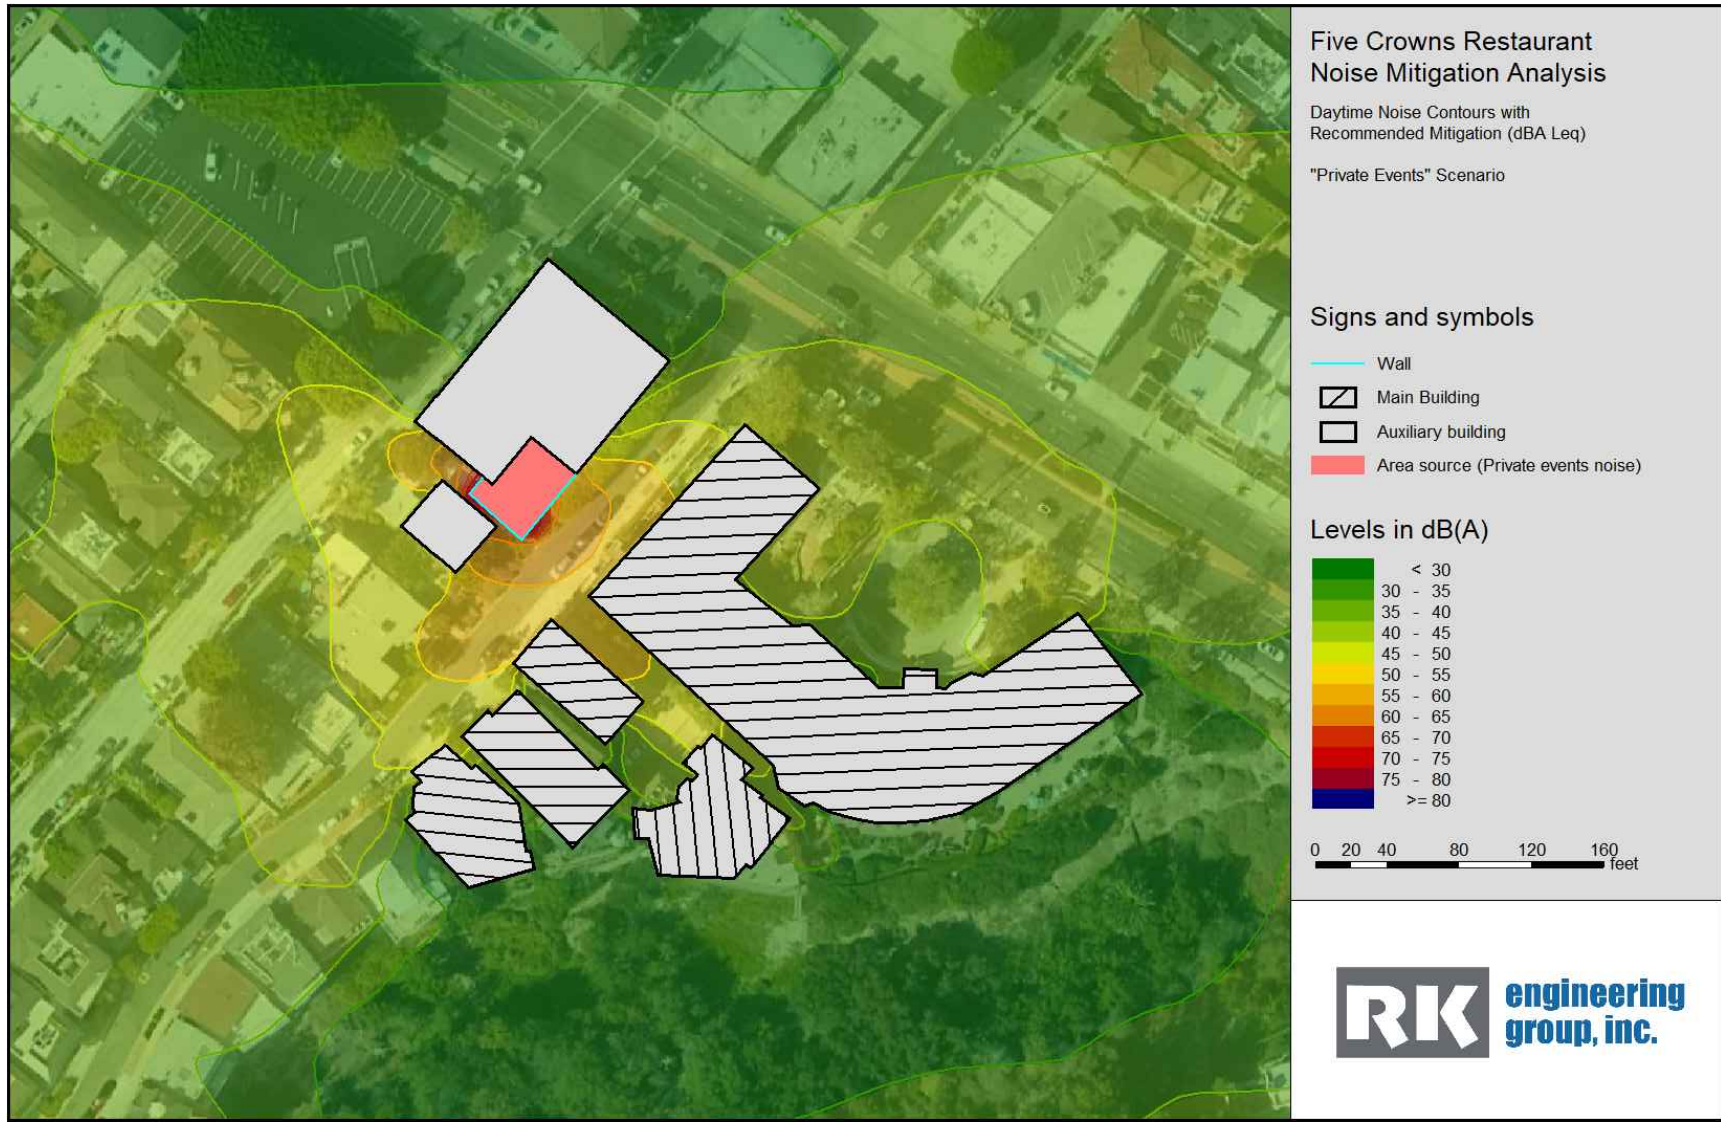 Five Crowns Restaurant
Noise Mitigation Analysis
Daytime Noise Contours with
Recommended Mitigation (dBA Leq)
"Private Events" Scenario
Signs and symbols
Wall
Main Building
Auxiliary building
Area source (Private events noise)
Levels in dB(A)
< 30
30 - 35
35 - 40
40 - 45
45 - 50
50 - 55
55 - 60
60 - 65
65 - 70
70 - 75
75 - 80
>= 80
0 20 40 80 120 160
feet
RK engineering
group, inc.